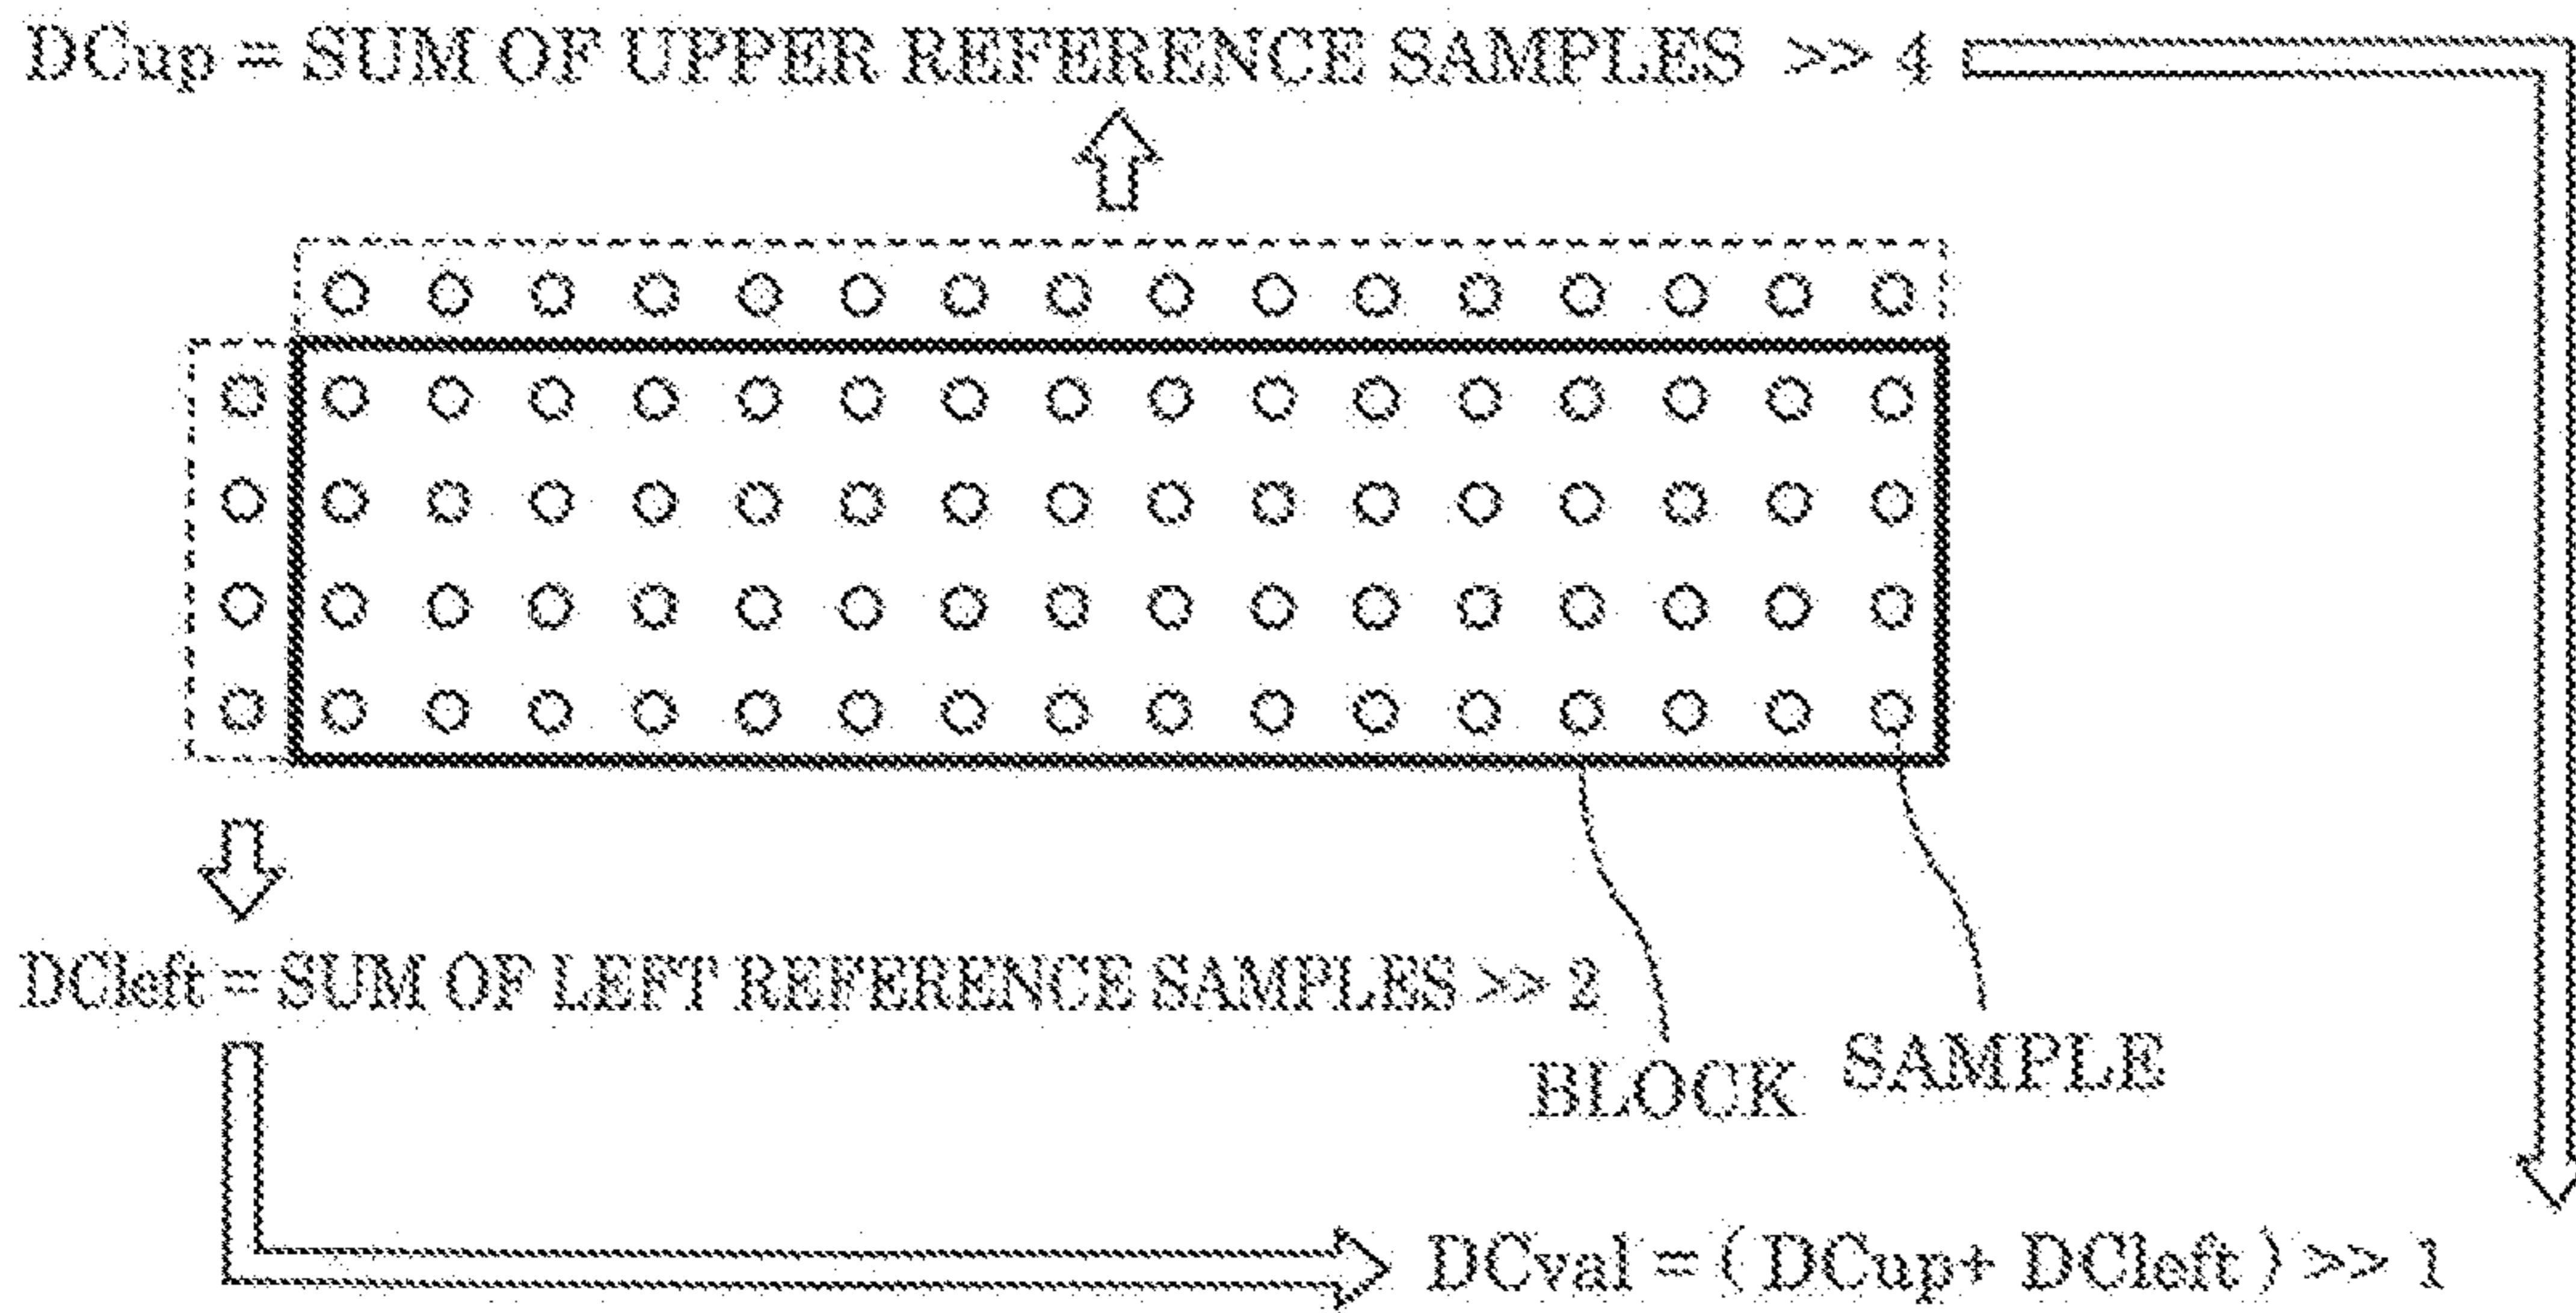 DCup = SUM OF UPPER REFERENCE SAMPLES >> 4
DCleft = SUM OF LEFT REFERENCE SAMPLES >> 2
BLOCK
SAMPLE
DCval = ( DCup+ DCleft ) >> 1